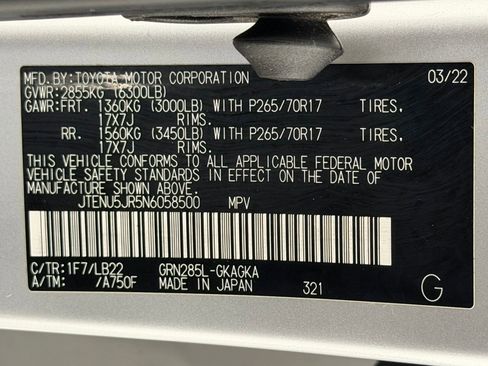 MFD.BY:TOYOTA MOTOR CORPORATION 03/22
GVWR:2855KG (6300LB)
GAWR:FRT. 1360KG (3000LB) WITH P265/70R17 TIRES,
17X7J RIMS.
RR. 1560KG (3450LB) WITH P265/70R17 TIRES,
17X7J RIMS.
THIS VEHICLE CONFORMS TO ALL APPLICABLE FEDERAL MOTOR
VEHICLE SAFETY STANDARDS IN EFFECT ON THE DATE OF
MANUFACTURE SHOWN ABOVE.
JTENU5JR5N6058500 MPV
C/TR:1F7/LB22 GRN285L-GKAGKA
A/TM: /A750F MADE IN JAPAN 321 G